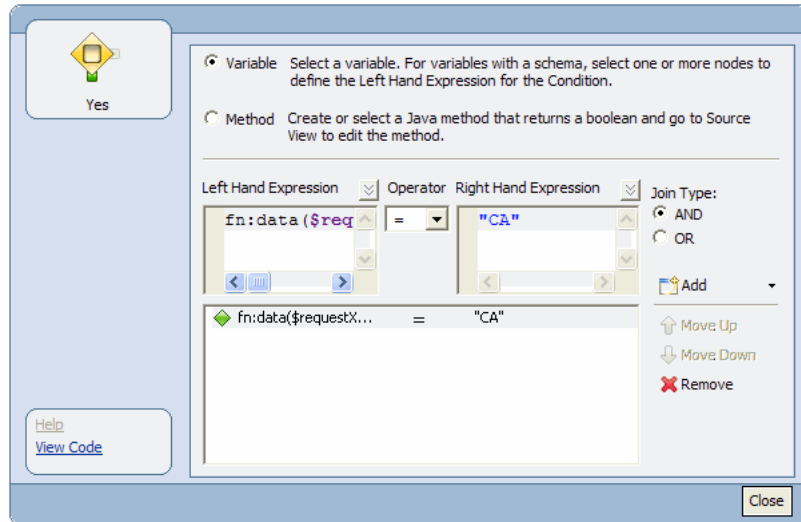 Yes
Variable Select a variable. For variables with a schema, select one or more nodes to
define the Left Hand Expression for the Condition.
Method Create or select a Java method that returns a boolean and go to Source
View to edit the method.
Left Hand Expression Operator Right Hand Expression Join Type:
fn:data($req = "CA" AND
OR
Add
fn:data($requestX... = "CA"
Move Up
Move Down
Remove
Help
View Code
Close